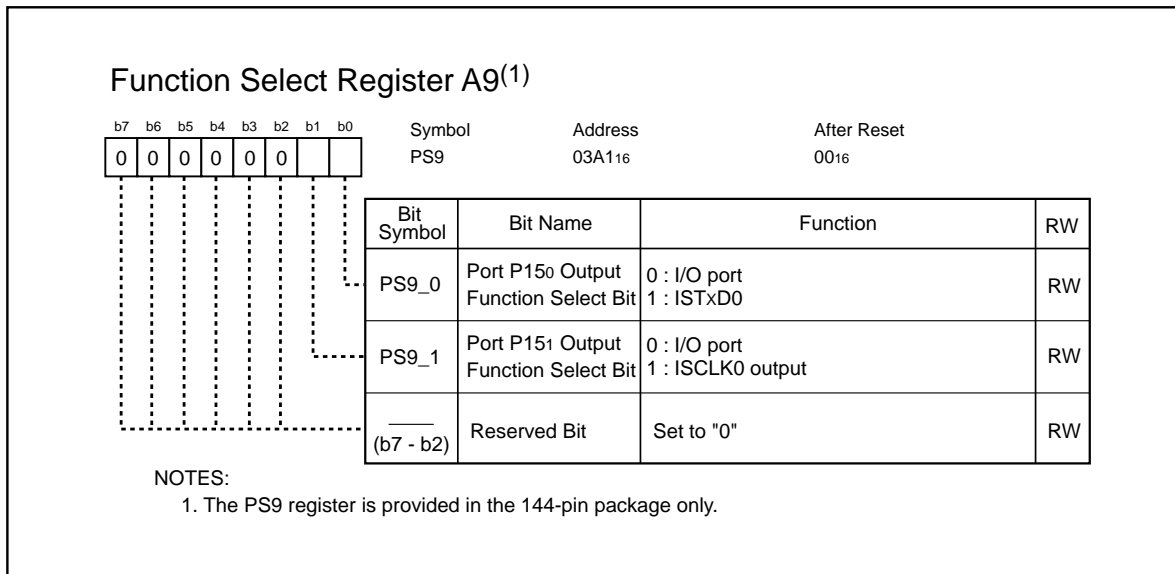 Function Select Register A9(1)
b7 b6 b5 b4 b3 b2 b1 b0
Symbol Address After Reset
0 0 0 0 0 0 PS9 03A116 0016
Bit Symbol Bit Name Function RW
PS9_0 Port P150 Output Function Select Bit 0 : I/O port 1 : ISTxD0 RW
PS9_1 Port P151 Output Function Select Bit 0 : I/O port 1 : ISCLK0 output RW
(b7 - b2) Reserved Bit Set to "0" RW
NOTES:
1. The PS9 register is provided in the 144-pin package only.